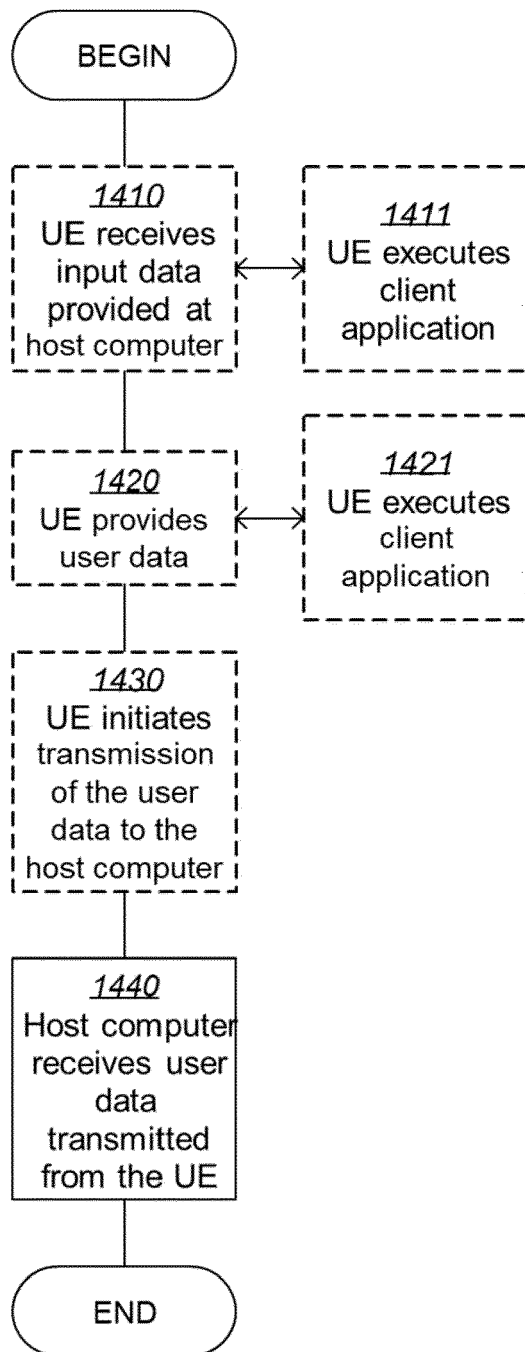 BEGIN
1410
UE receives
input data
provided at
host computer
1411
UE executes
client
application
1420
UE provides
user data
1421
UE executes
client
application
1430
UE initiates
transmission
of the user
data to the
host computer
1440
Host computer
receives user
data
transmitted
from the UE
END